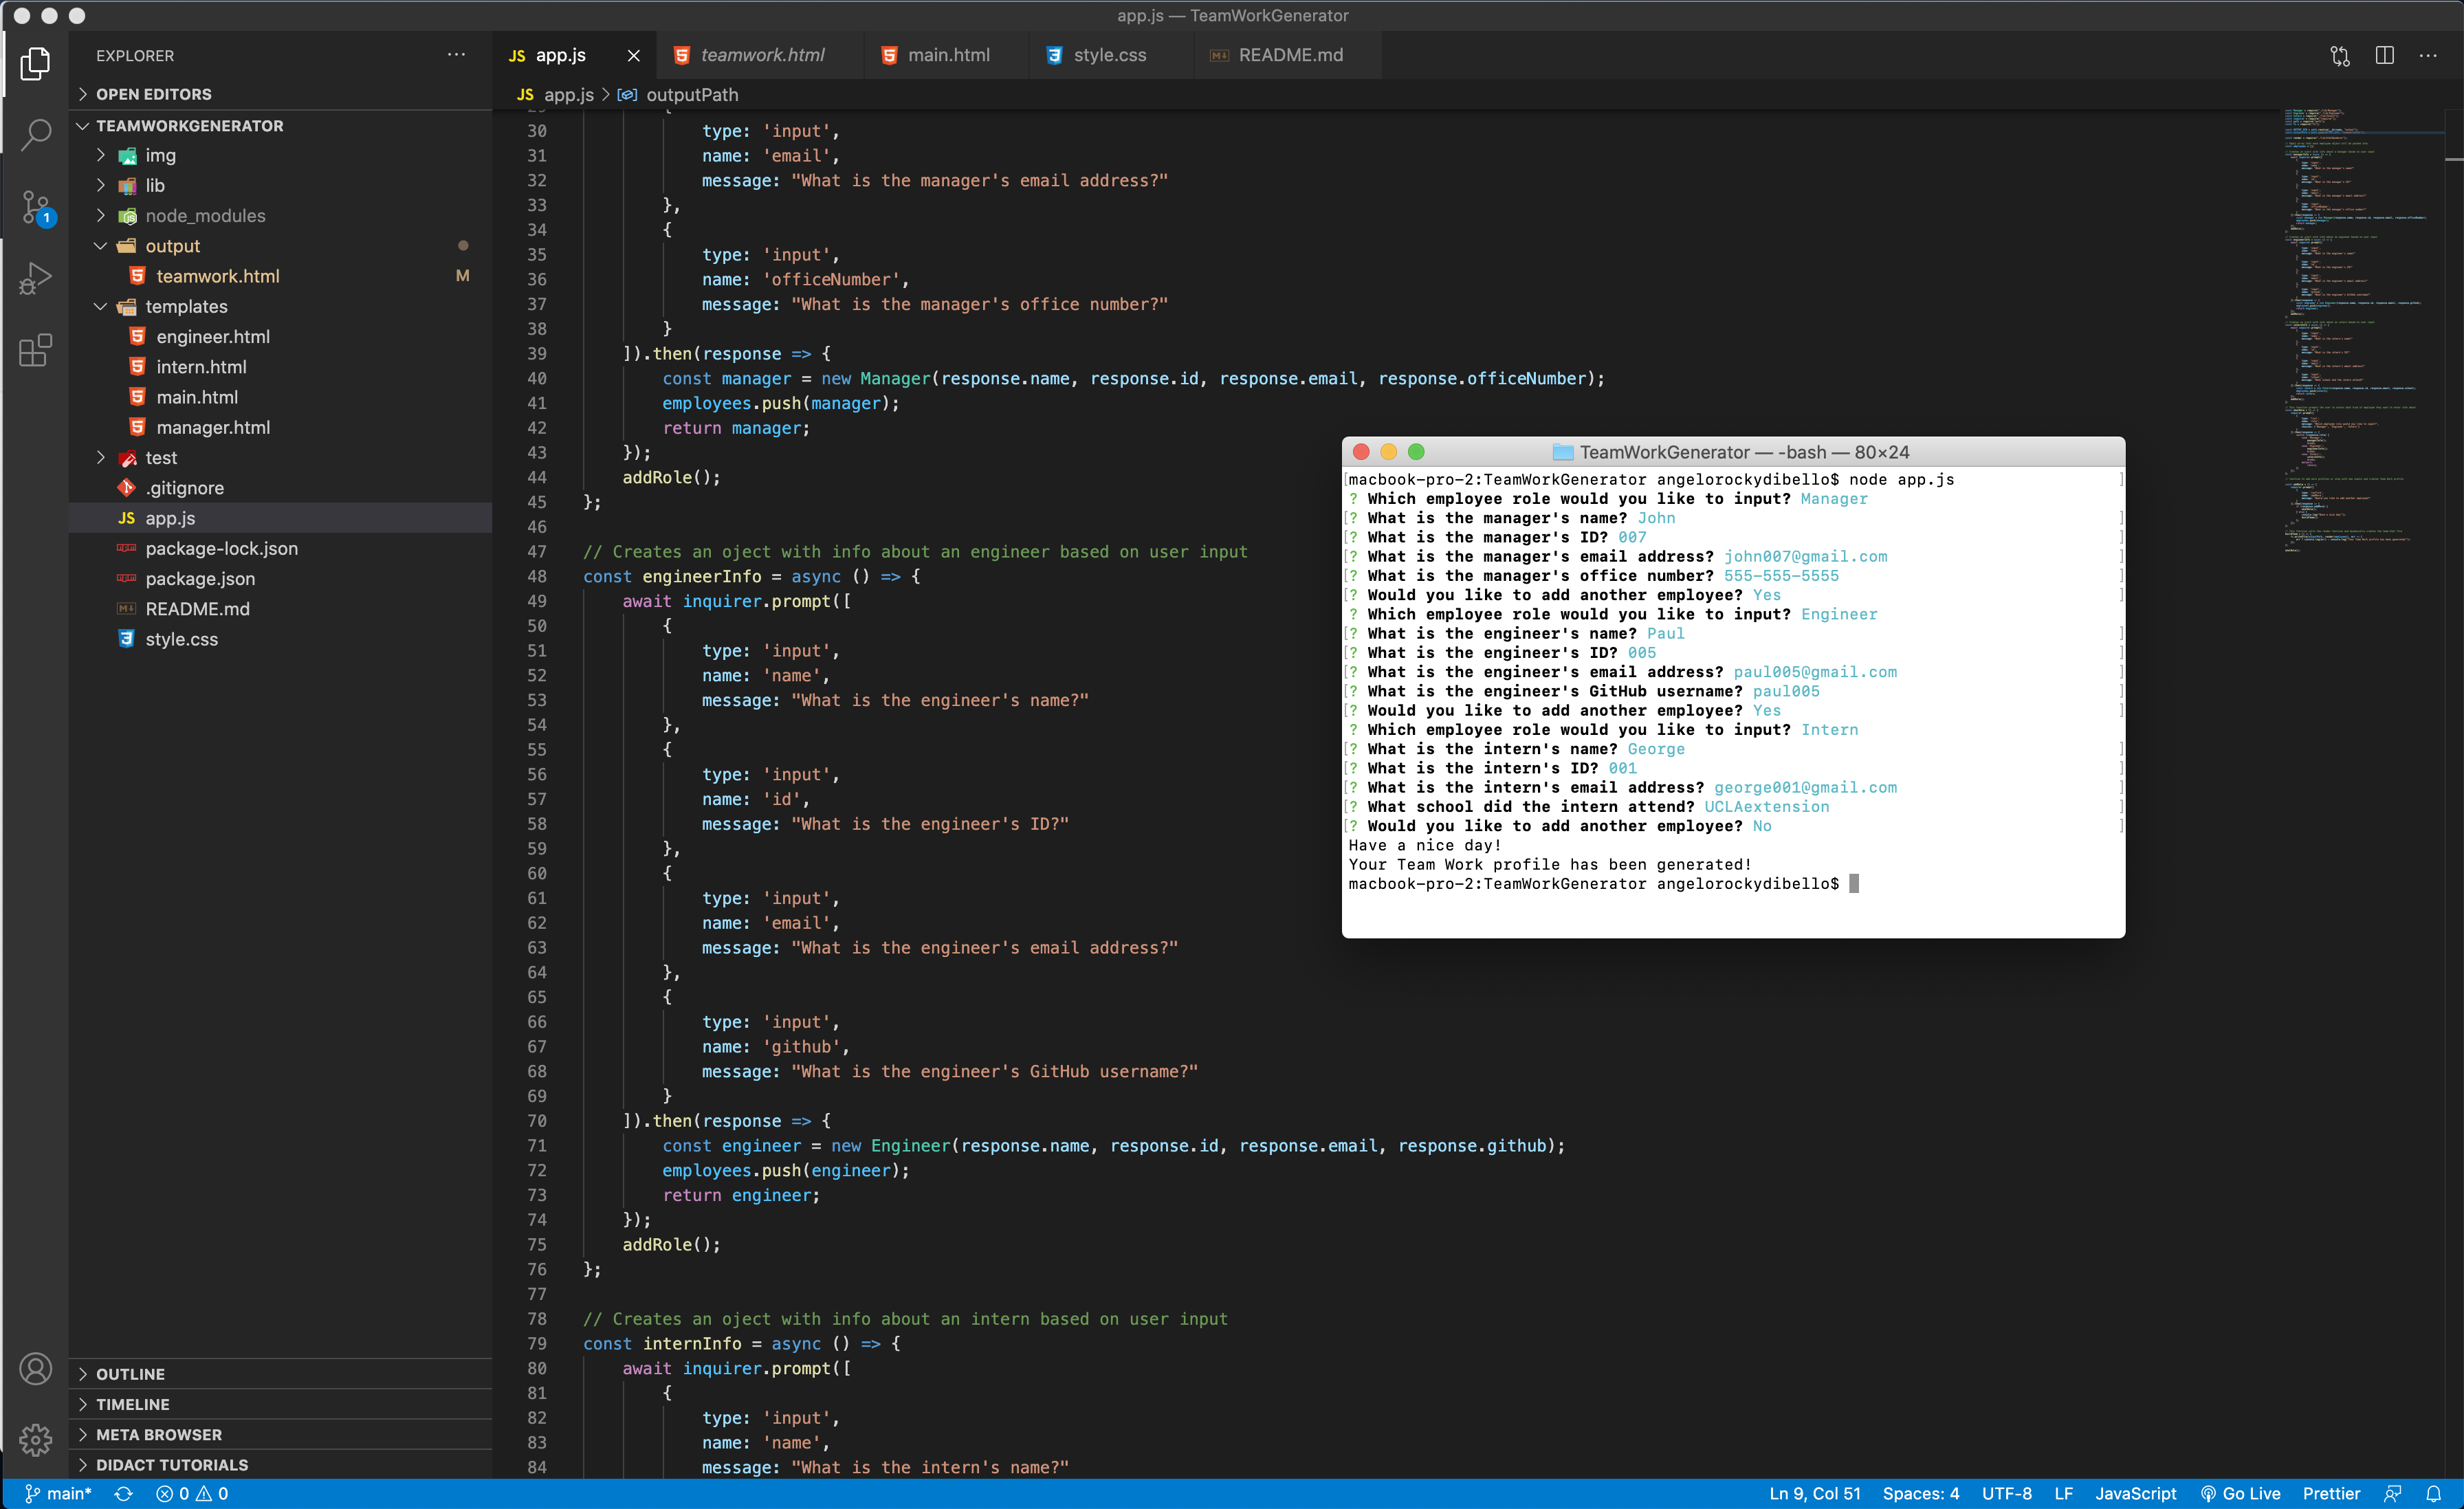 app.js — TeamWorkGenerator
EXPLORER
OPEN EDITORS
TEAMWORKGENERATOR
img
lib
node_modules
output
teamwork.html M
templates
engineer.html
intern.html
main.html
manager.html
test
.gitignore
JS app.js
package-lock.json
package.json
README.md
style.css
OUTLINE
TIMELINE
META BROWSER
DIDACT TUTORIALS
JS app.js
teamwork.html
main.html
style.css
README.md
JS app.js > outputPath
30 type: 'input',
31 name: 'email',
32 message: "What is the manager's email address?"
33 },
34 {
35 type: 'input',
36 name: 'officeNumber',
37 message: "What is the manager's office number?"
38 }
39 ]).then(response => {
40 const manager = new Manager(response.name, response.id, response.email, response.officeNumber);
41 employees.push(manager);
42 return manager;
43 });
44 addRole();
45 };
46
47 // Creates an oject with info about an engineer based on user input
48 const engineerInfo = async () => {
49 await inquirer.prompt([
50 {
51 type: 'input',
52 name: 'name',
53 message: "What is the engineer's name?"
54 },
55 {
56 type: 'input',
57 name: 'id',
58 message: "What is the engineer's ID?"
59 },
60 {
61 type: 'input',
62 name: 'email',
63 message: "What is the engineer's email address?"
64 },
65 {
66 type: 'input',
67 name: 'github',
68 message: "What is the engineer's GitHub username?"
69 }
70 ]).then(response => {
71 const engineer = new Engineer(response.name, response.id, response.email, response.github);
72 employees.push(engineer);
73 return engineer;
74 });
75 addRole();
76 };
77
78 // Creates an oject with info about an intern based on user input
79 const internInfo = async () => {
80 await inquirer.prompt([
81 {
82 type: 'input',
83 name: 'name',
84 message: "What is the intern's name?"
TeamWorkGenerator — -bash — 80×24
[macbook-pro-2:TeamWorkGenerator angelorockydibello$ node app.js ]
? Which employee role would you like to input? Manager
[? What is the manager's name? John ]
[? What is the manager's ID? 007 ]
[? What is the manager's email address? john007@gmail.com ]
[? What is the manager's office number? 555-555-5555 ]
[? Would you like to add another employee? Yes ]
? Which employee role would you like to input? Engineer
[? What is the engineer's name? Paul ]
[? What is the engineer's ID? 005 ]
[? What is the engineer's email address? paul005@gmail.com ]
[? What is the engineer's GitHub username? paul005 ]
[? Would you like to add another employee? Yes ]
? Which employee role would you like to input? Intern
[? What is the intern's name? George ]
[? What is the intern's ID? 001 ]
[? What is the intern's email address? george001@gmail.com ]
[? What school did the intern attend? UCLAextension ]
[? Would you like to add another employee? No ]
Have a nice day!
Your Team Work profile has been generated!
macbook-pro-2:TeamWorkGenerator angelorockydibello$
1
main* 0 0
Ln 9, Col 51 Spaces: 4 UTF-8 LF JavaScript Go Live Prettier